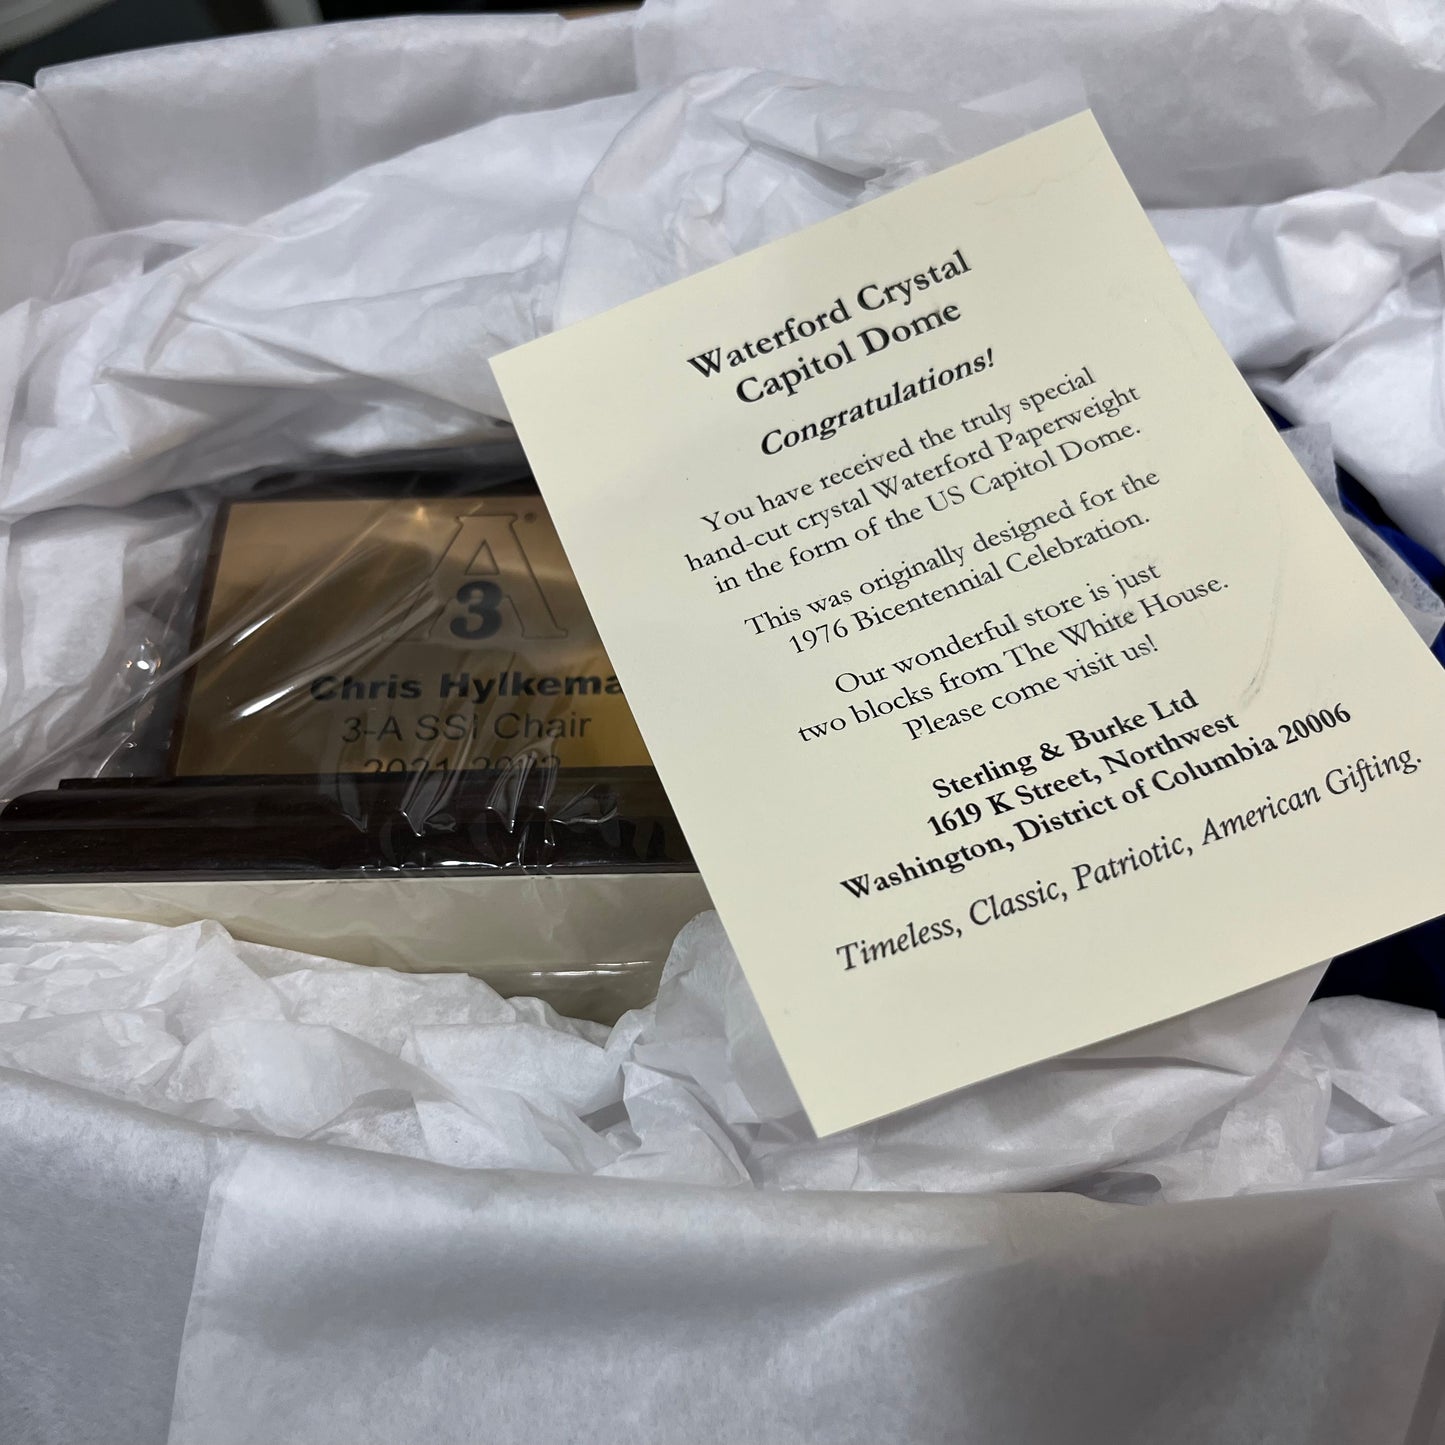 A®
3
Chris Hylkema
3-A SSI Chair
Waterford Crystal
Capitol Dome
Congratulations!
You have received the truly special
hand-cut crystal Waterford Paperweight
in the form of the US Capitol Dome.
This was originally designed for the
1976 Bicentennial Celebration.
Our wonderful store is just
two blocks from The White House.
Please come visit us!
Sterling & Burke Ltd
1619 K Street, Northwest
Washington, District of Columbia 20006
Timeless, Classic, Patriotic, American Gifting.